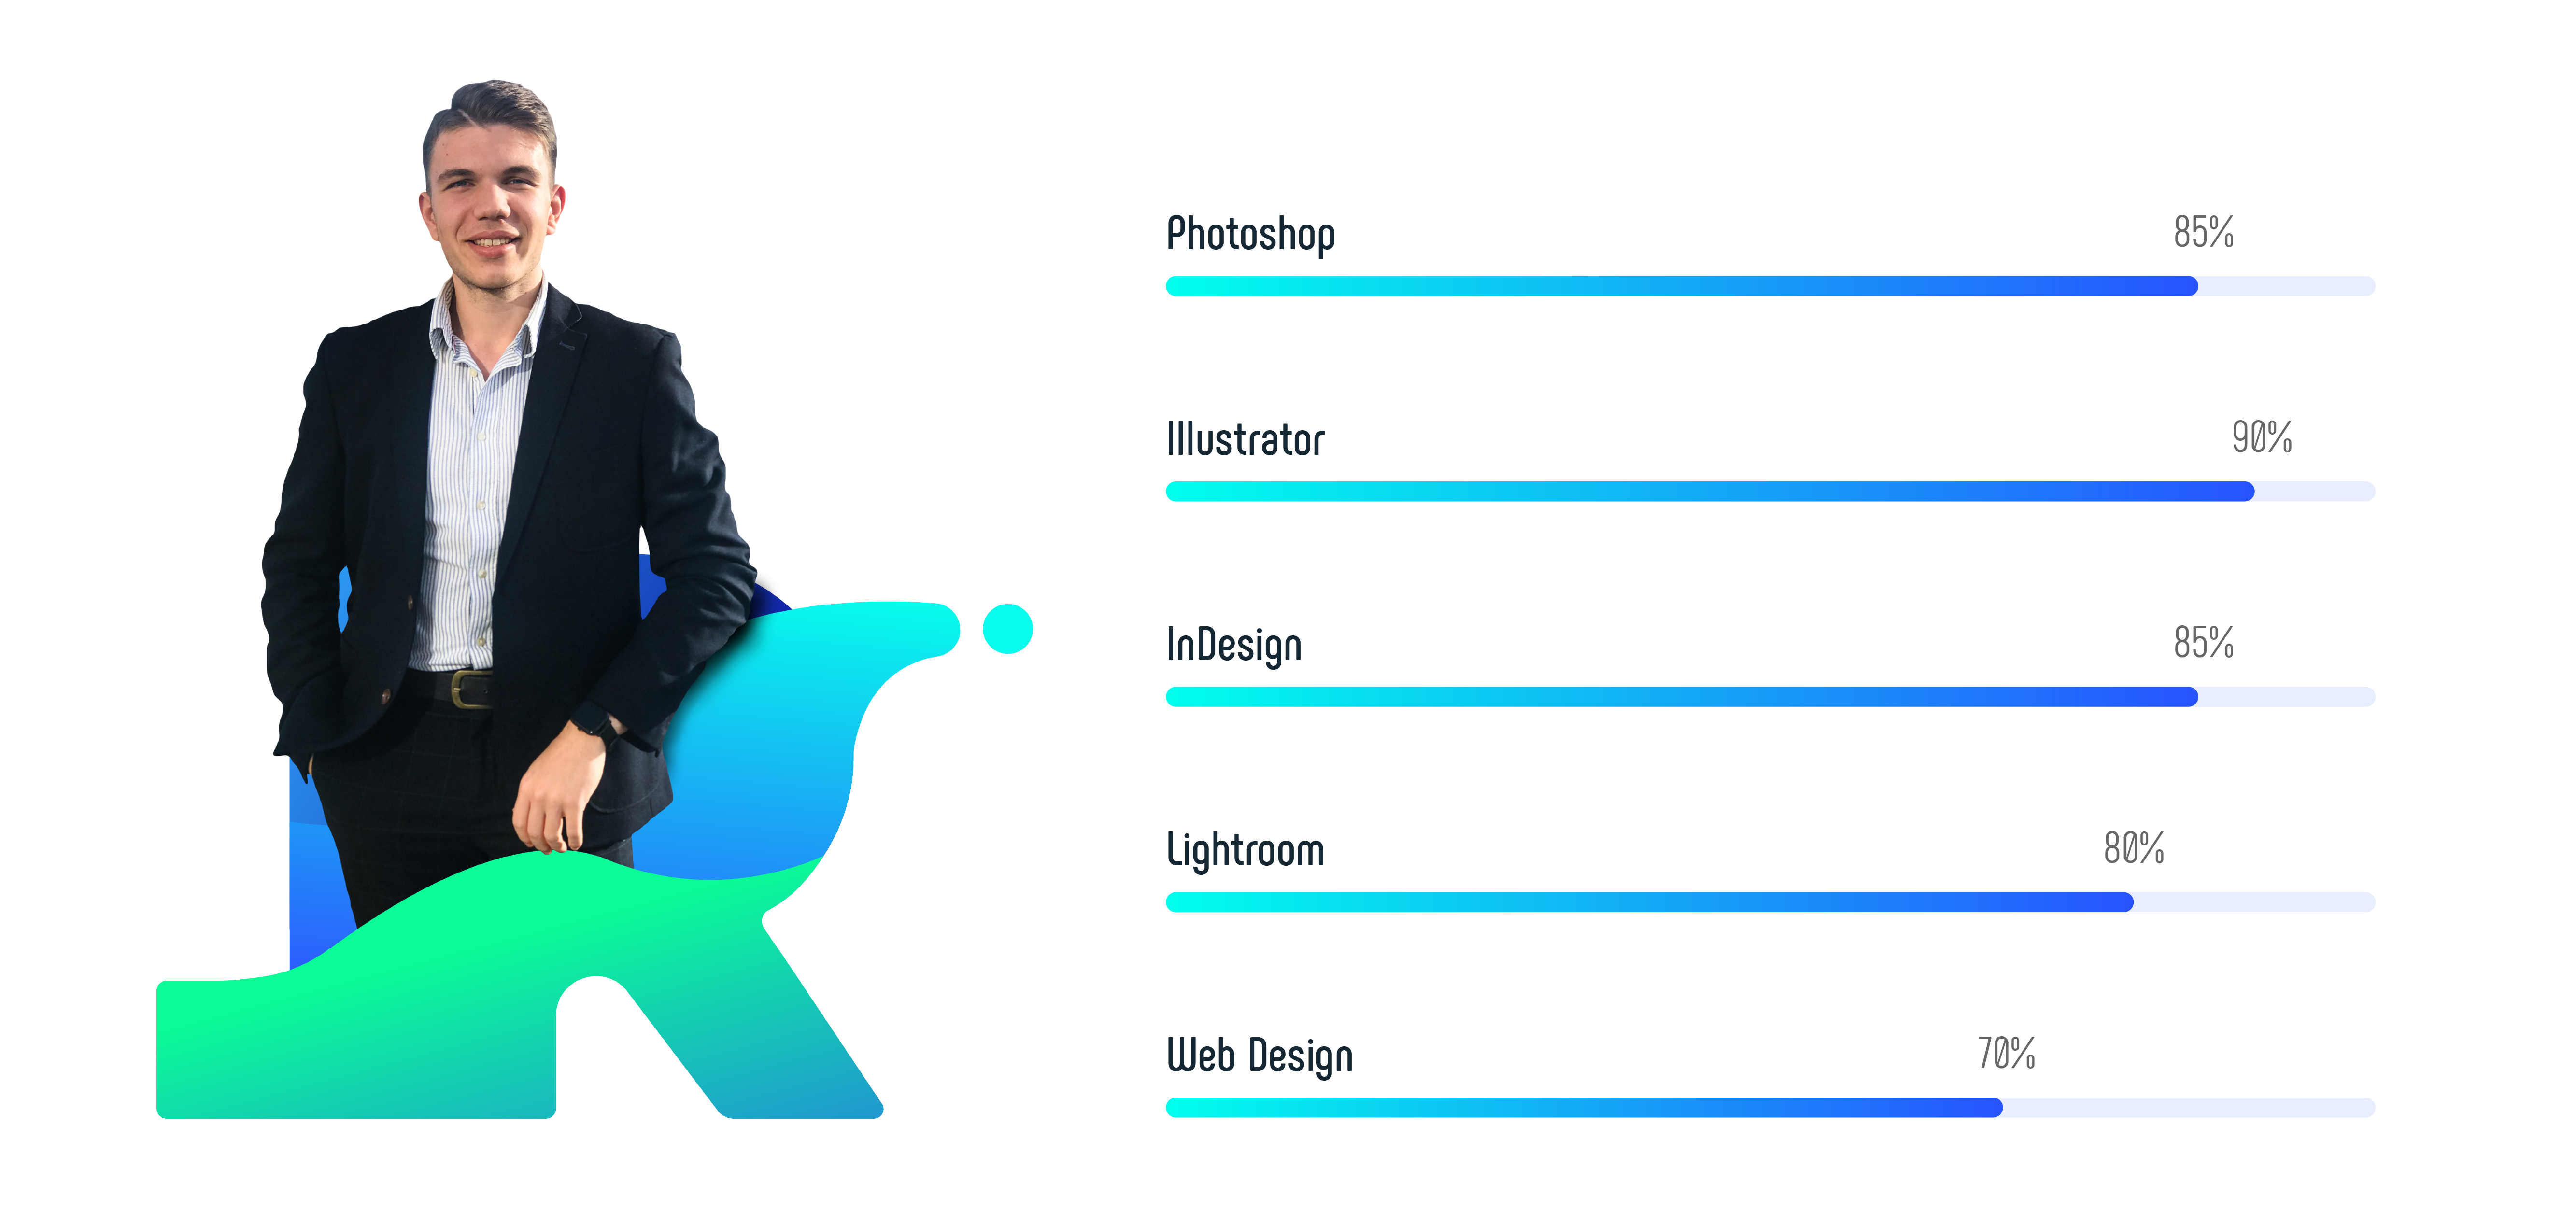 Photoshop 85%
Illustrator 90%
InDesign 85%
Lightroom 80%
Web Design 70%